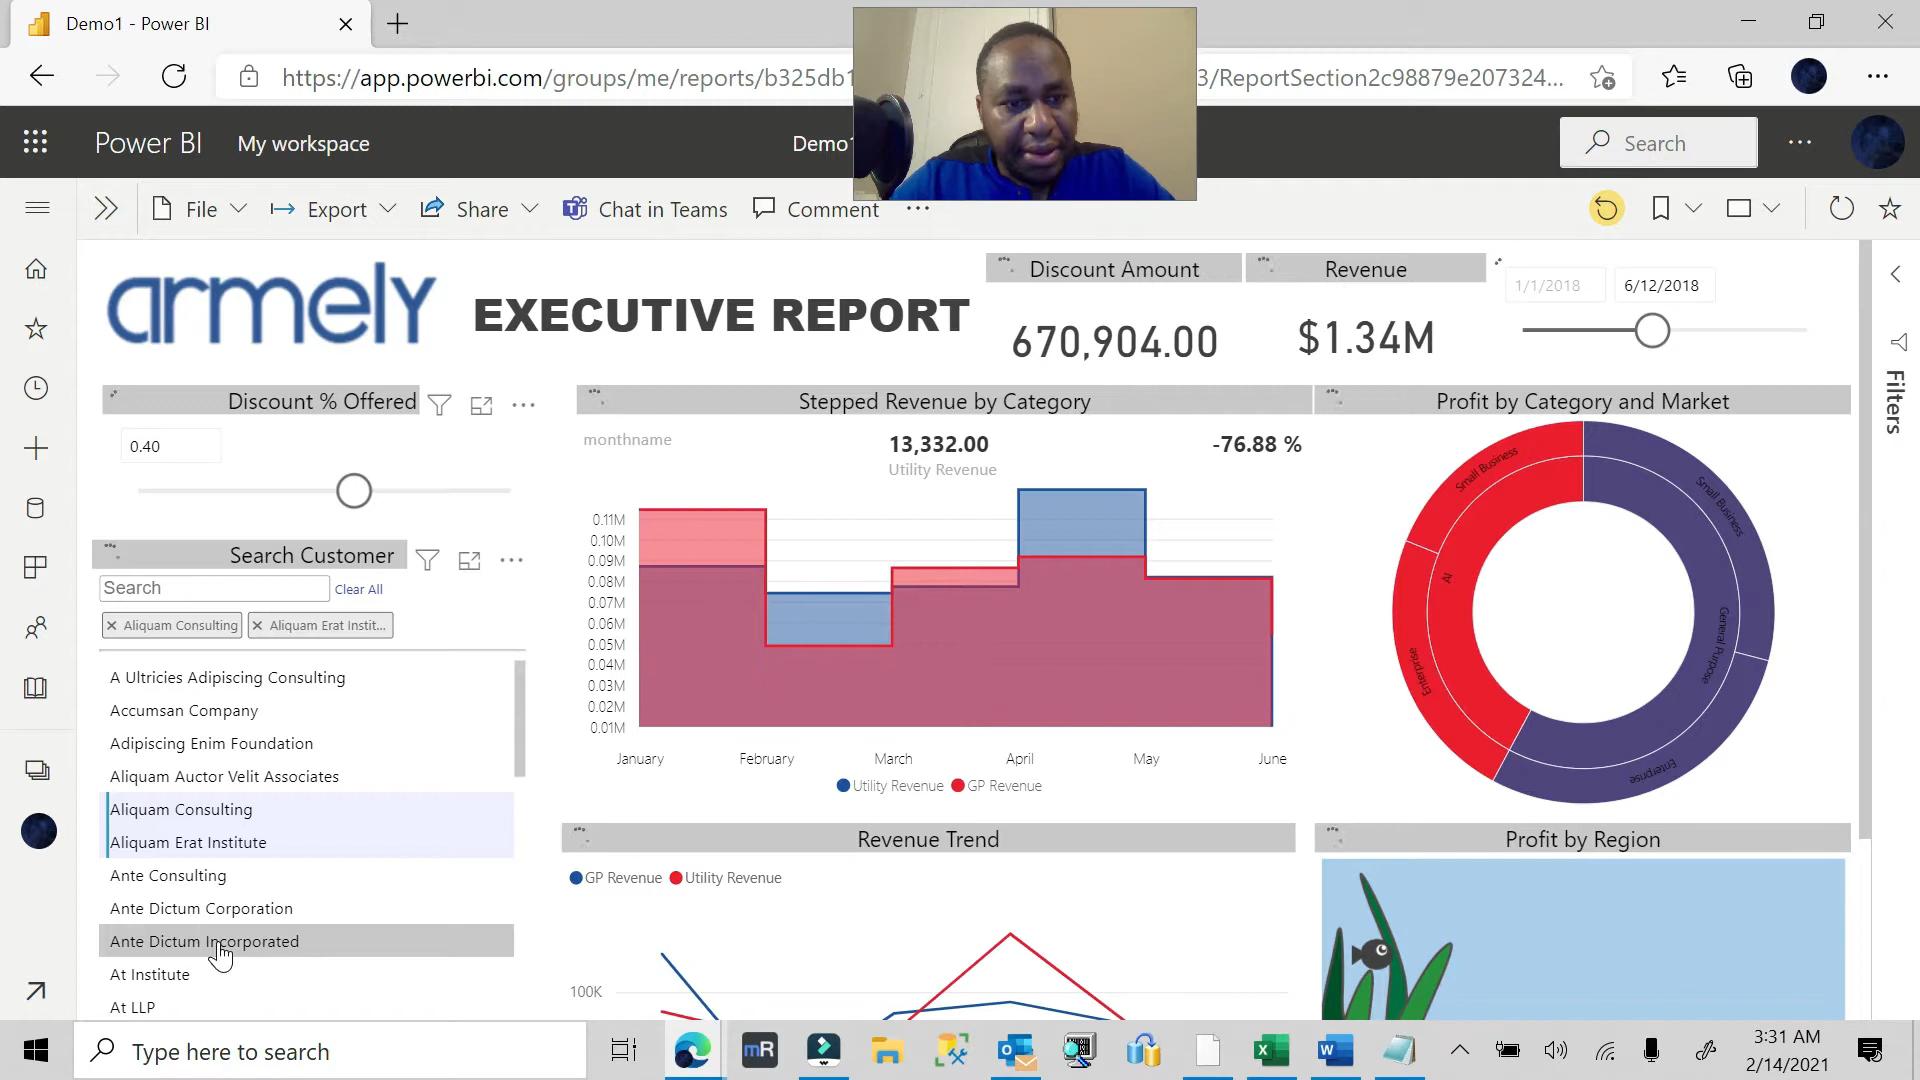 Demo1 - Power BI
https://app.powerbi.com/groups/me/reports/b325db1
3/ReportSection2c98879e207324...
Power BI
My workspace
Demo1
Search
File
Export
Share
Chat in Teams
Comment
armely
EXECUTIVE REPORT
Discount Amount
670,904.00
Revenue
$1.34M
1/1/2018
6/12/2018
Filters
Discount % Offered
0.40
Search Customer
Search
Clear All
Aliquam Consulting
Aliquam Erat Instit...
A Ultricies Adipiscing Consulting
Accumsan Company
Adipiscing Enim Foundation
Aliquam Auctor Velit Associates
Aliquam Consulting
Aliquam Erat Institute
Ante Consulting
Ante Dictum Corporation
Ante Dictum Incorporated
At Institute
At LLP
Stepped Revenue by Category
monthname
13,332.00
Utility Revenue
-76.88 %
0.11M
0.10M
0.09M
0.08M
0.07M
0.06M
0.05M
0.04M
0.03M
0.02M
0.01M
January
February
March
April
May
June
Utility Revenue
GP Revenue
Profit by Category and Market
Small Business
Small Business
AI
General Purpose
Enterprise
Enterprise
Revenue Trend
GP Revenue
Utility Revenue
100K
Profit by Region
Type here to search
mR
3:31 AM
2/14/2021